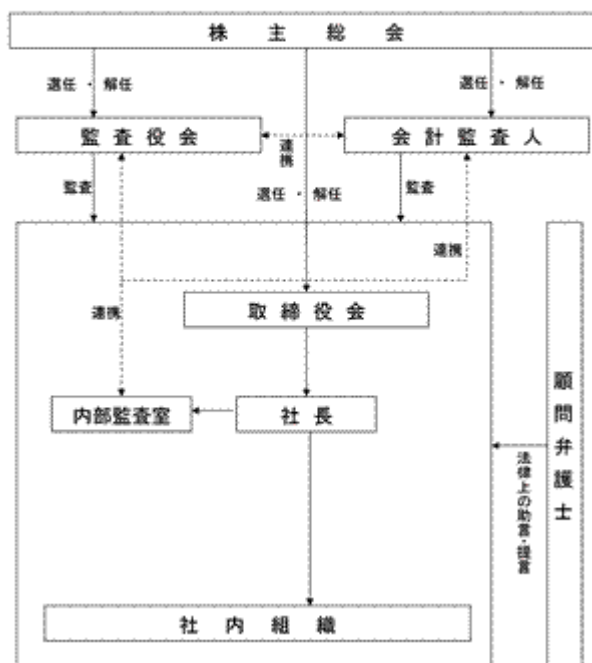 株主総会
選任・解任
選任・解任
監査役会
連携
会計監査人
監査
選任・解任
監査
連携
取締役会
連携
内部監査室
社長
顧問弁護士
法律上の助言・提言
社内組織